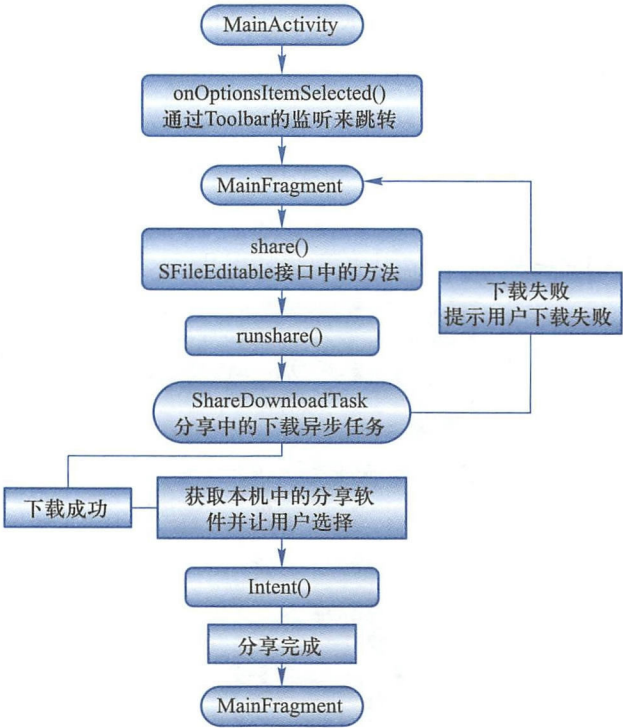 MainActivity
onOptionsItemSelected()
通过Toolbar的监听来跳转
MainFragment
share()
SFileEditable接口中的方法
下载失败
提示用户下载失败
runshare()
ShareDownloadTask
分享中的下载异步任务
下载成功
获取本机中的分享软
件并让用户选择
Intent()
分享完成
MainFragment